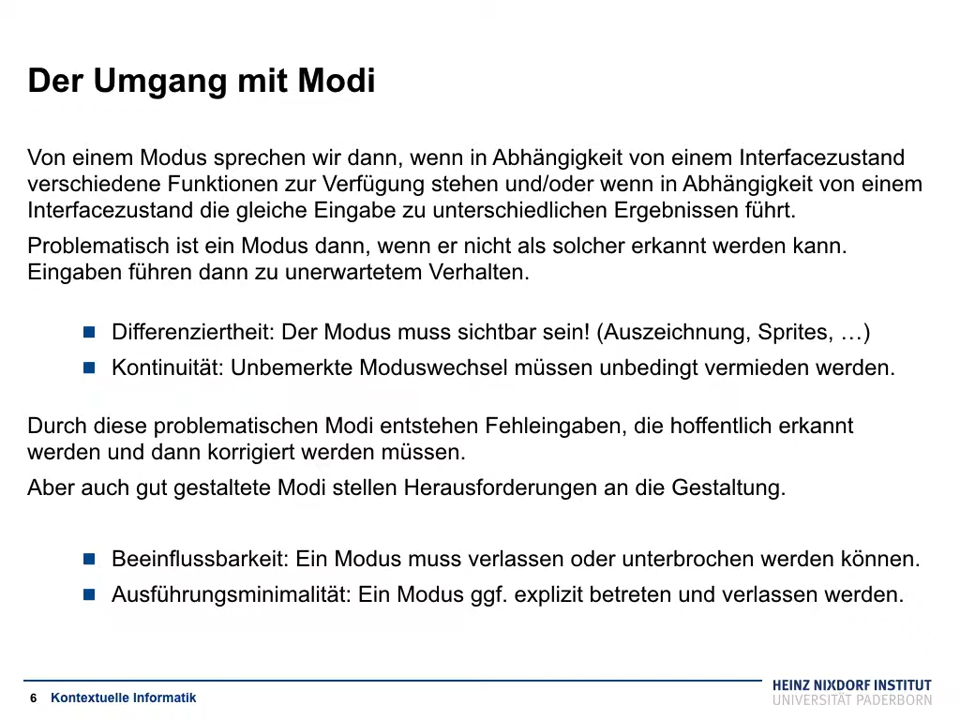 Der Umgang mit Modi
Von einem Modus sprechen wir dann, wenn in Abhängigkeit von einem Interfacezustand
verschiedene Funktionen zur Verfügung stehen und/oder wenn in Abhängigkeit von einem
Interfacezustand die gleiche Eingabe zu unterschiedlichen Ergebnissen führt.
Problematisch ist ein Modus dann, wenn er nicht als solcher erkannt werden kann.
Eingaben führen dann zu unerwartetem Verhalten.
Differenziertheit: Der Modus muss sichtbar sein! (Auszeichnung, Sprites, …)
Kontinuität: Unbemerkte Moduswechsel müssen unbedingt vermieden werden.
Durch diese problematischen Modi entstehen Fehleingaben, die hoffentlich erkannt
werden und dann korrigiert werden müssen.
Aber auch gut gestaltete Modi stellen Herausforderungen an die Gestaltung.
Beeinflussbarkeit: Ein Modus muss verlassen oder unterbrochen werden können.
Ausführungsminimalität: Ein Modus ggf. explizit betreten und verlassen werden.
6 Kontextuelle Informatik
HEINZ NIXDORF INSTITUT
UNIVERSITÄT PADERBORN